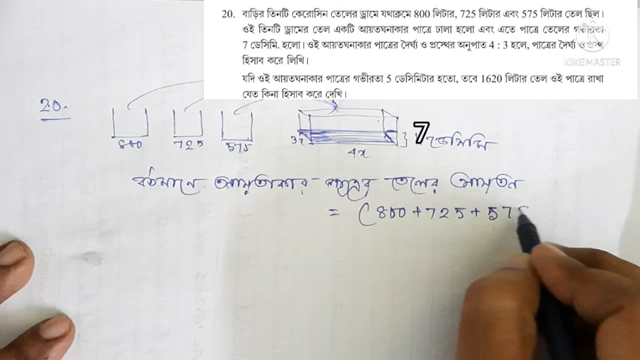 20. বাড়ির তিনটি কেরোসিন তেলের ড্রামে যথাক্রমে 800 লিটার, 725 লিটার এবং 575 লিটার তেল ছিল।
ওই তিনটি ড্রামের তেল একটি আয়তঘনাকার পাত্রে ঢালা হলো এবং এতে পাত্রে তেলের গভীরতা
7 ডেসিমি. হলো। ওই আয়তঘনাকার পাত্রের দৈর্ঘ্য ও প্রস্থের অনুপাত 4 : 3 হলে, পাত্রের দৈর্ঘ্য ও প্রস্থ
হিসাব করে লিখি।
যদি ওই আয়তঘনাকার পাত্রের গভীরতা 5 ডেসিমিটার হতো, তবে 1620 লিটার তেল ওই পাত্রে রাখা
যেত কিনা হিসাব করে দেখি।
KINEMASTER
20.
800 725 575 3x 4x 7 ডেসিমি
বর্তমানে আয়তাকার পাত্রের তেলের আয়তন
= (800+725+575